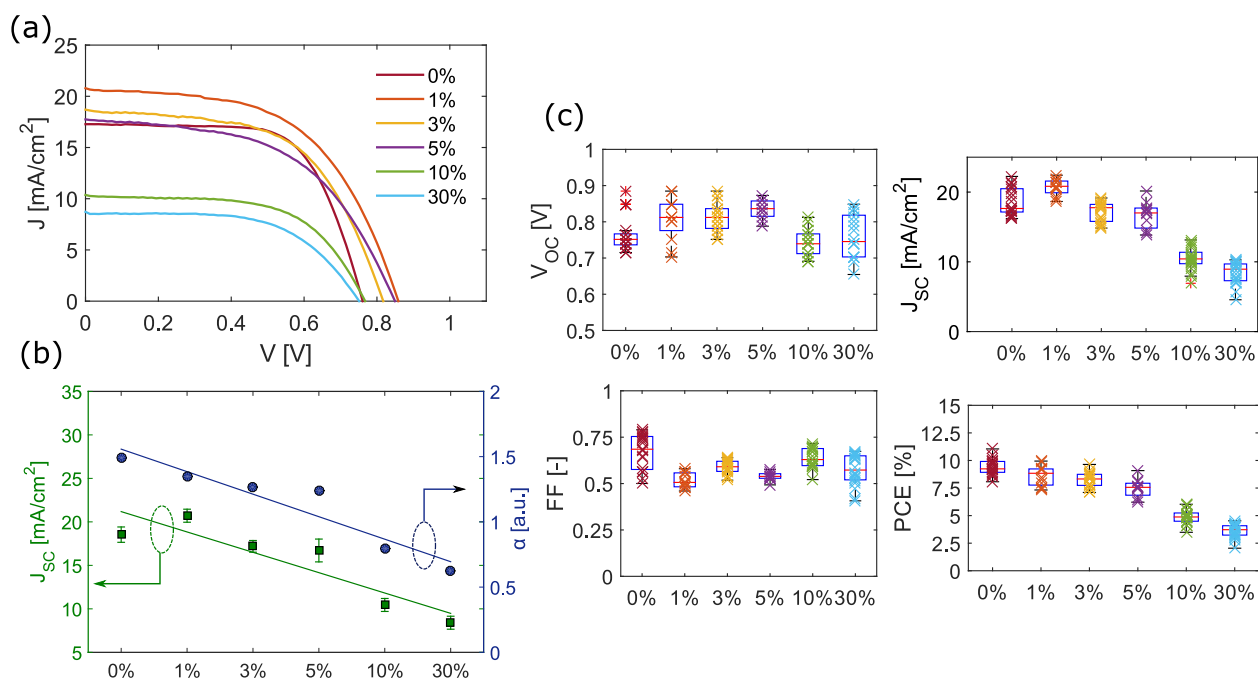 (a)
25
20
15
10
5
0
J [mA/cm²]
0 0.2 0.4 0.6 0.8 1
V [V]
0%
1%
3%
5%
10%
30%
(b)
35
30
25
20
15
10
5
J_SC [mA/cm²]
2
1.5
1
0.5
0
α [a.u.]
0% 1% 3% 5% 10% 30%
(c)
1
0.9
0.8
0.7
0.6
0.5
V_OC [V]
0% 1% 3% 5% 10% 30%
20
10
0
J_SC [mA/cm²]
0% 1% 3% 5% 10% 30%
1
0.75
0.5
0.25
0
FF [-]
0% 1% 3% 5% 10% 30%
15
12.5
10
7.5
5
2.5
0
PCE [%]
0% 1% 3% 5% 10% 30%